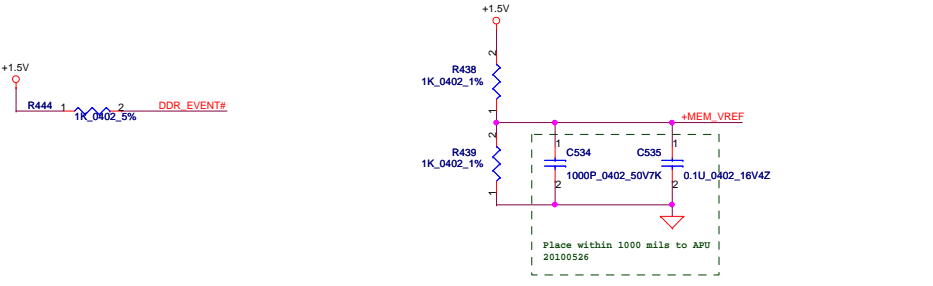 +1.5V
R444 1 2 DDR_EVENT#
1K_0402_5%
+1.5V
2
R438
1K_0402_1%
1
+MEM_VREF
2
R439
1K_0402_1%
1
1
C534
1000P_0402_50V7K
2
1
C535
0.1U_0402_16V4Z
2
Place within 1000 mils to APU
20100526